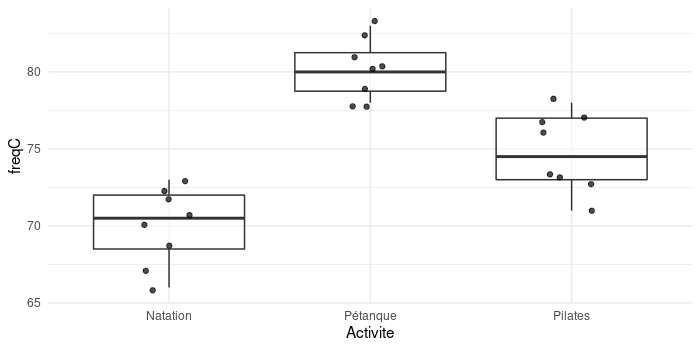 freqC
80
75
70
65
Natation
Pétanque
Pilates
Activite